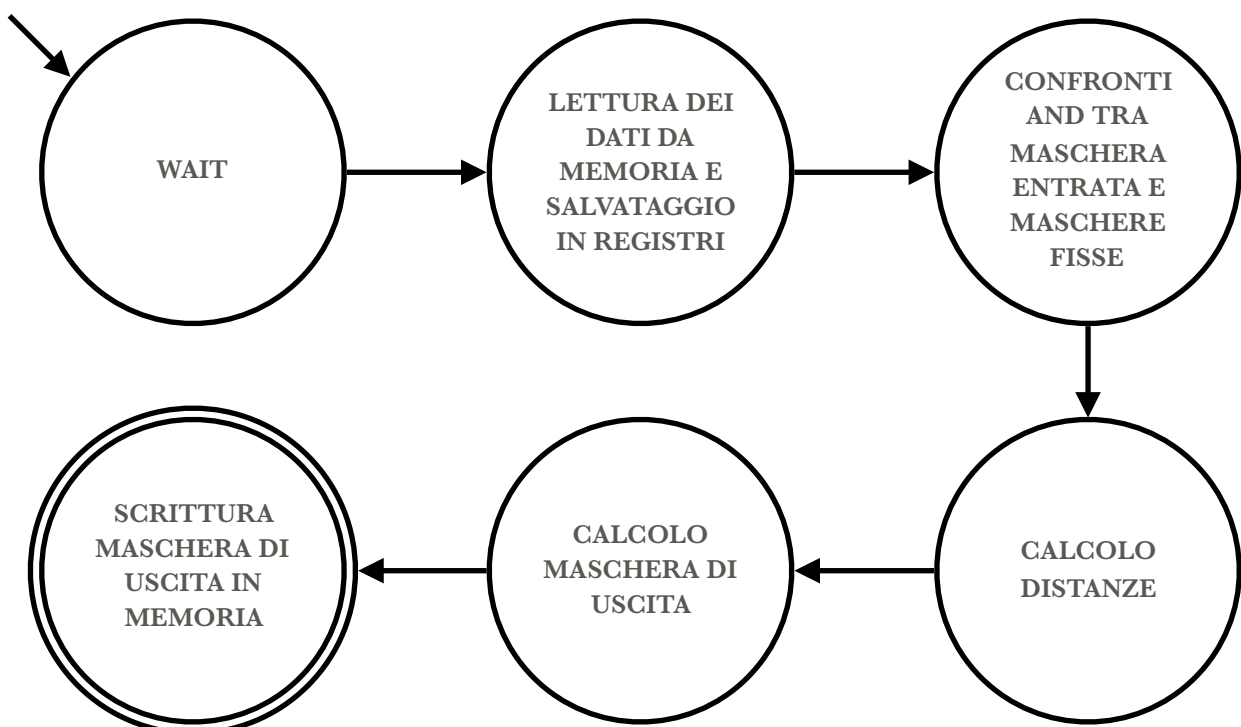 WAIT
LETTURA DEI
DATI DA
MEMORIA E
SALVATAGGIO
IN REGISTRI
CONFRONTI
AND TRA
MASCHERA
ENTRATA E
MASCHERE
FISSE
CALCOLO
DISTANZE
CALCOLO
MASCHERA DI
USCITA
SCRITTURA
MASCHERA DI
USCITA IN
MEMORIA